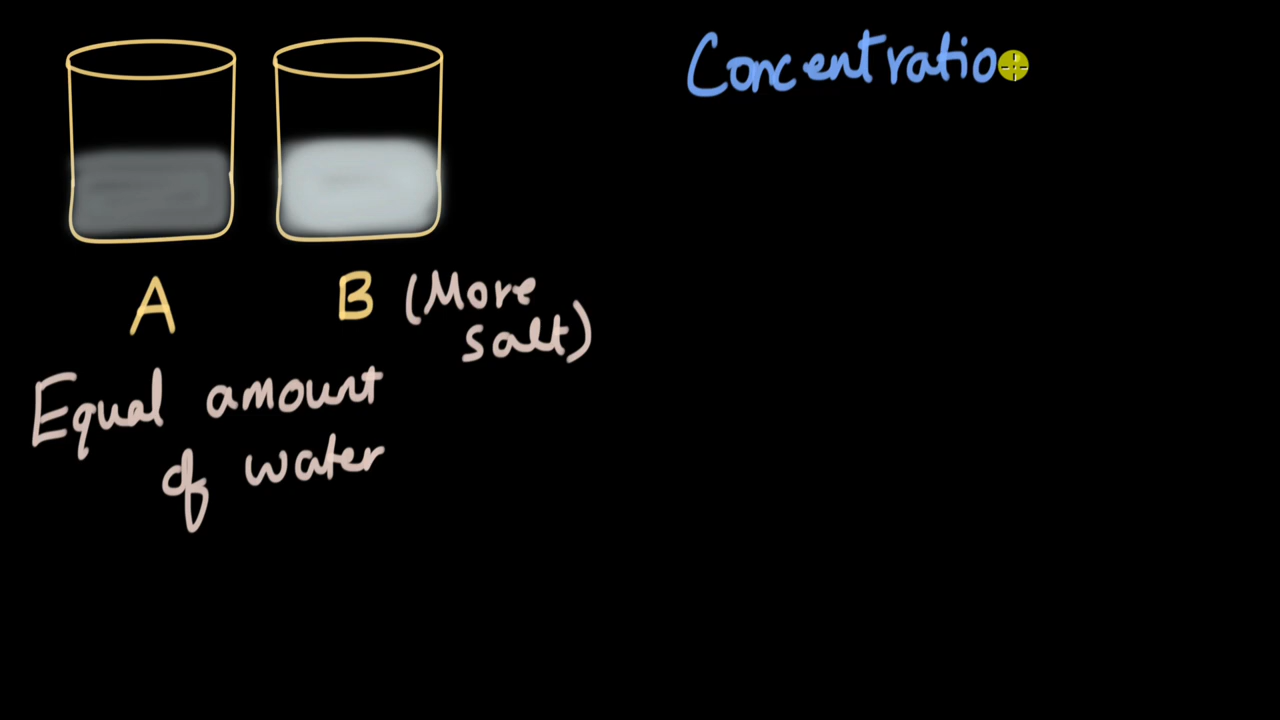 Concentratio
A
B (More
salt)
Equal amount
of water